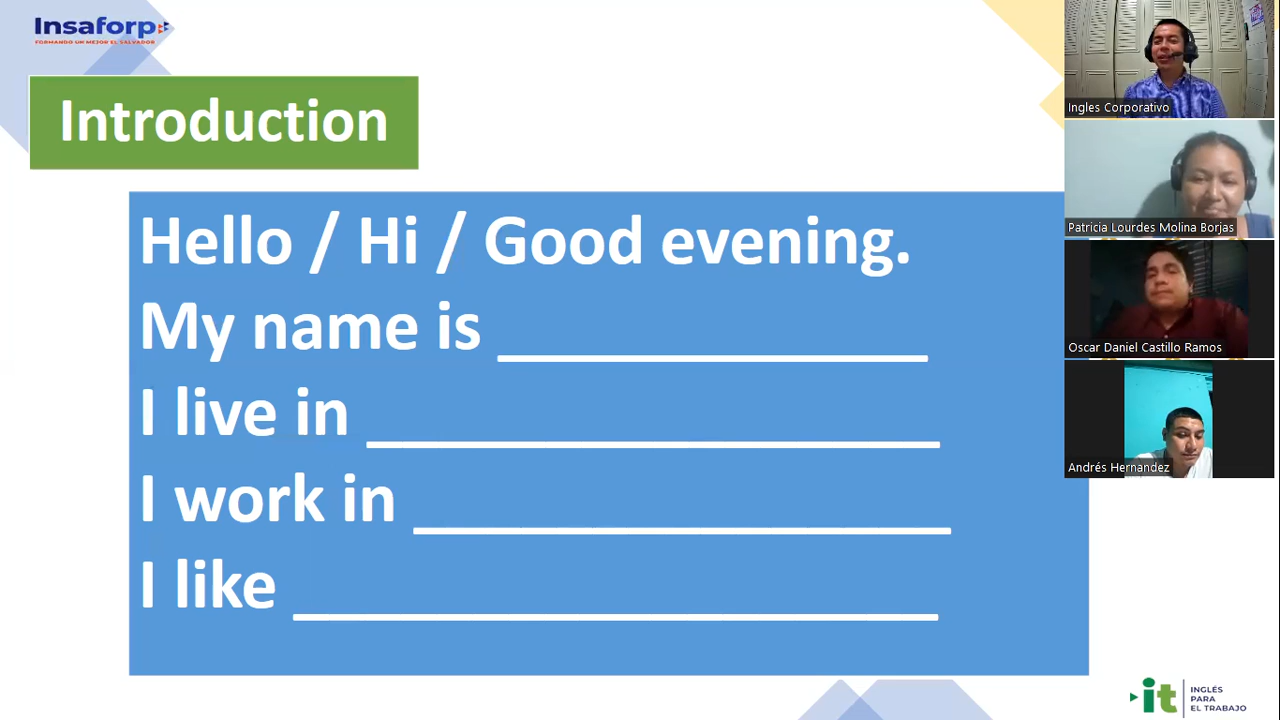 Insaforp
FORMANDO UN MEJOR EL SALVADOR
Introduction
Hello / Hi / Good evening.
My name is _______________
I live in ____________________
I work in ___________________
I like _______________________
Ingles Corporativo
Patricia Lourdes Molina Borjas
Oscar Daniel Castillo Ramos
Andrés Hernandez
it
INGLÉS
PARA
EL TRABAJO